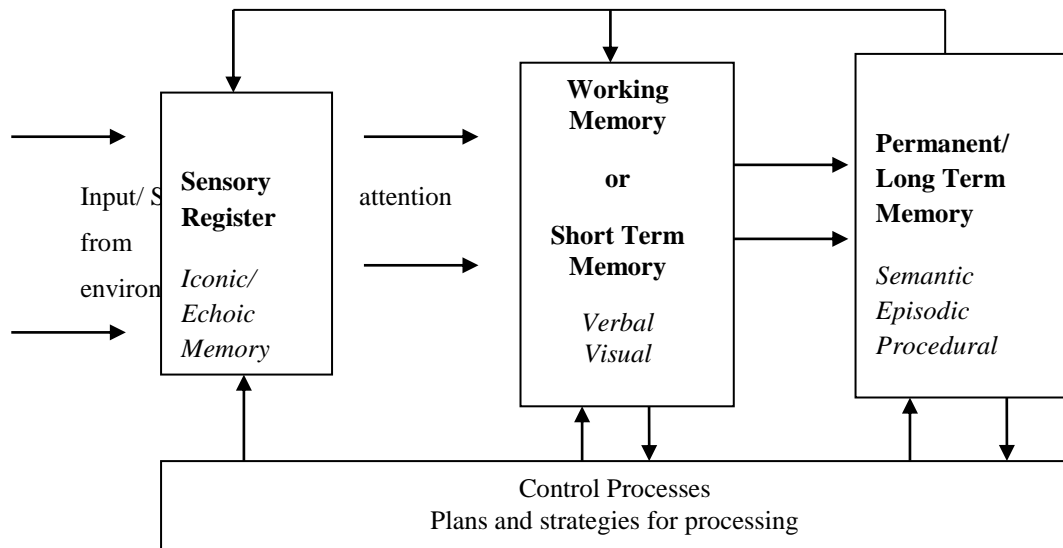 Input/ S
from
environ
Sensory
Register
Iconic/
Echoic
Memory
attention
Working
Memory
or
Short Term
Memory
Verbal
Visual
Permanent/
Long Term
Memory
Semantic
Episodic
Procedural
Control Processes
Plans and strategies for processing